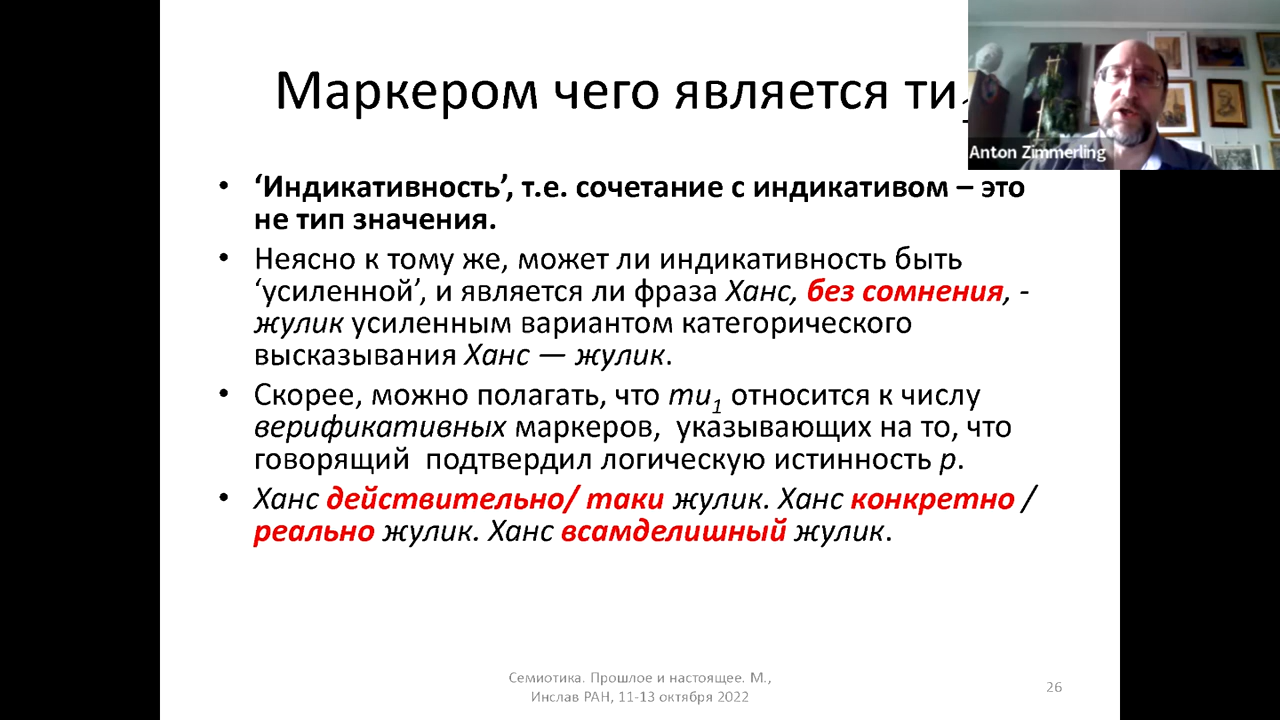 Маркером чего является ти1
Anton Zimmerling
• ‘Индикативность’, т.е. сочетание с индикативом – это
не тип значения.
• Неясно к тому же, может ли индикативность быть
‘усиленной’, и является ли фраза Ханс, без сомнения, -
жулик усиленным вариантом категорического
высказывания Ханс — жулик.
• Скорее, можно полагать, что ти1 относится к числу
верификативных маркеров, указывающих на то, что
говорящий подтвердил логическую истинность p.
• Ханс действительно/ таки жулик. Ханс конкретно /
реально жулик. Ханс всамделишный жулик.
Семиотика. Прошлое и настоящее. М.,
Инслав РАН, 11-13 октября 2022
26